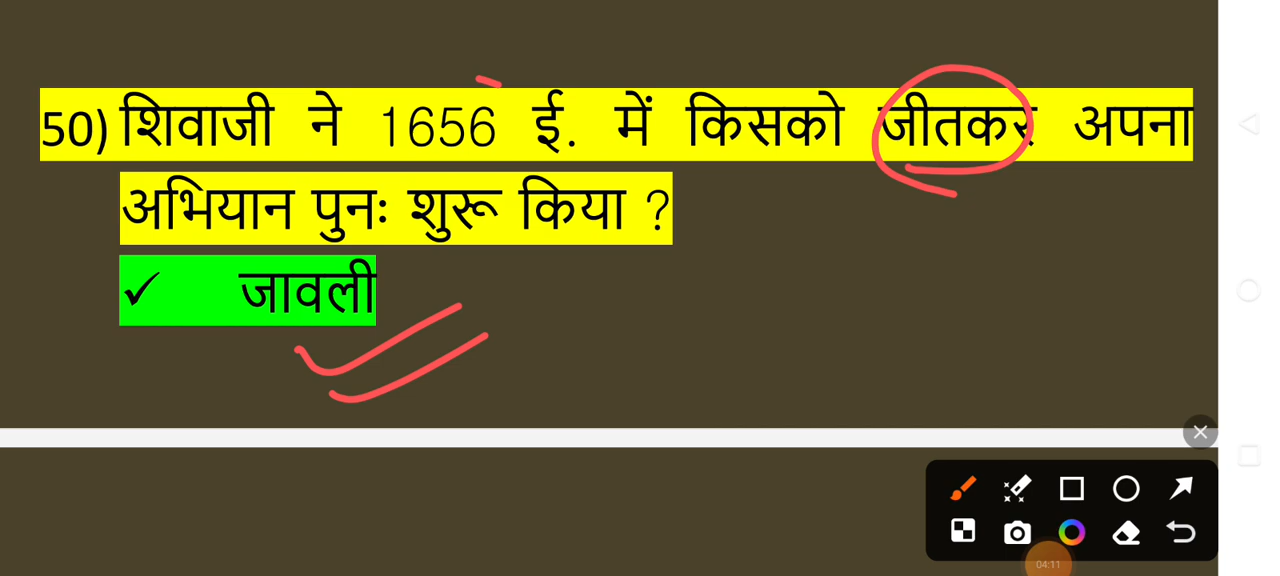 50) शिवाजी ने 1656 ई. में किसको जीतकर अपना
अभियान पुनः शुरू किया ?
✓ जावली
04:11